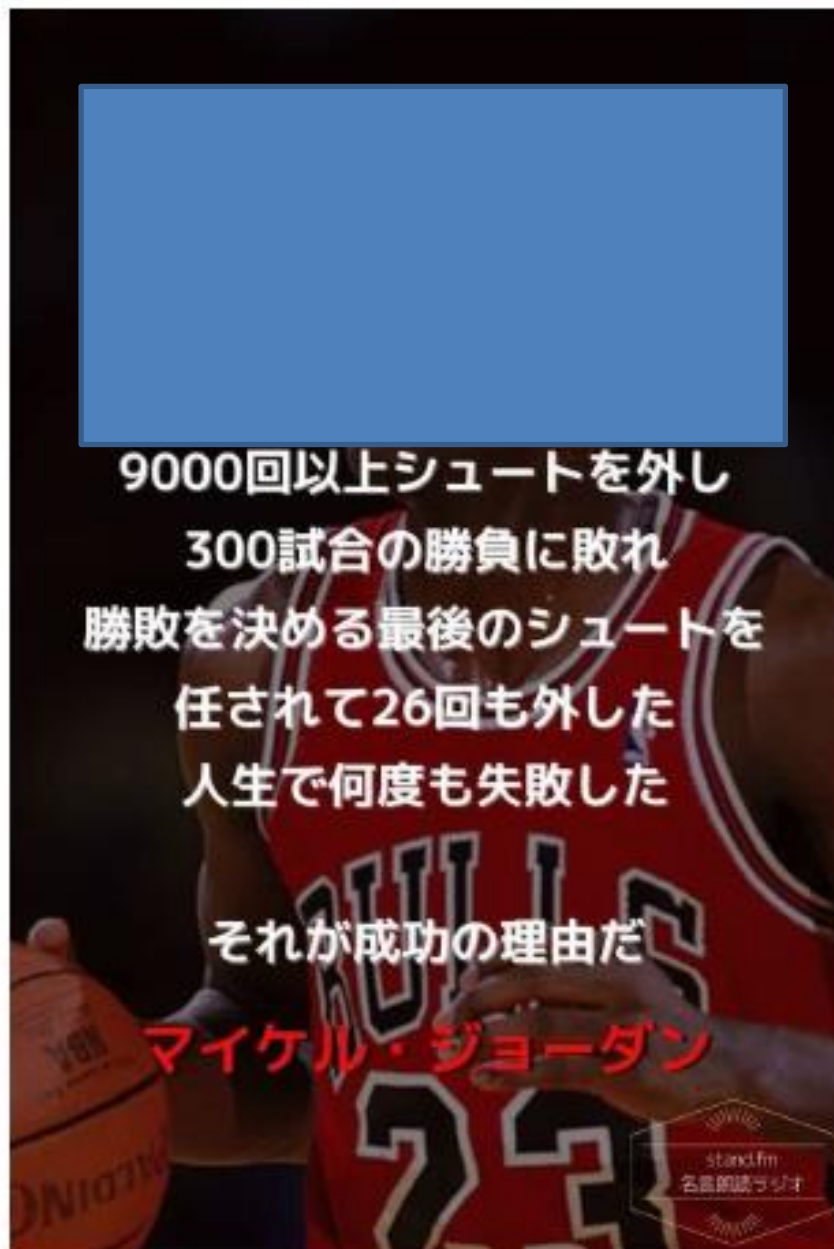 9000回以上シュートを外し
300試合の勝負に敗れ
勝敗を決める最後のシュートを
任されて26回も外した
人生で何度も失敗した
それが成功の理由だ
マイケル・ジョーダン
BULLS
23
NBA
stand.fm
名言朗読ラジオ